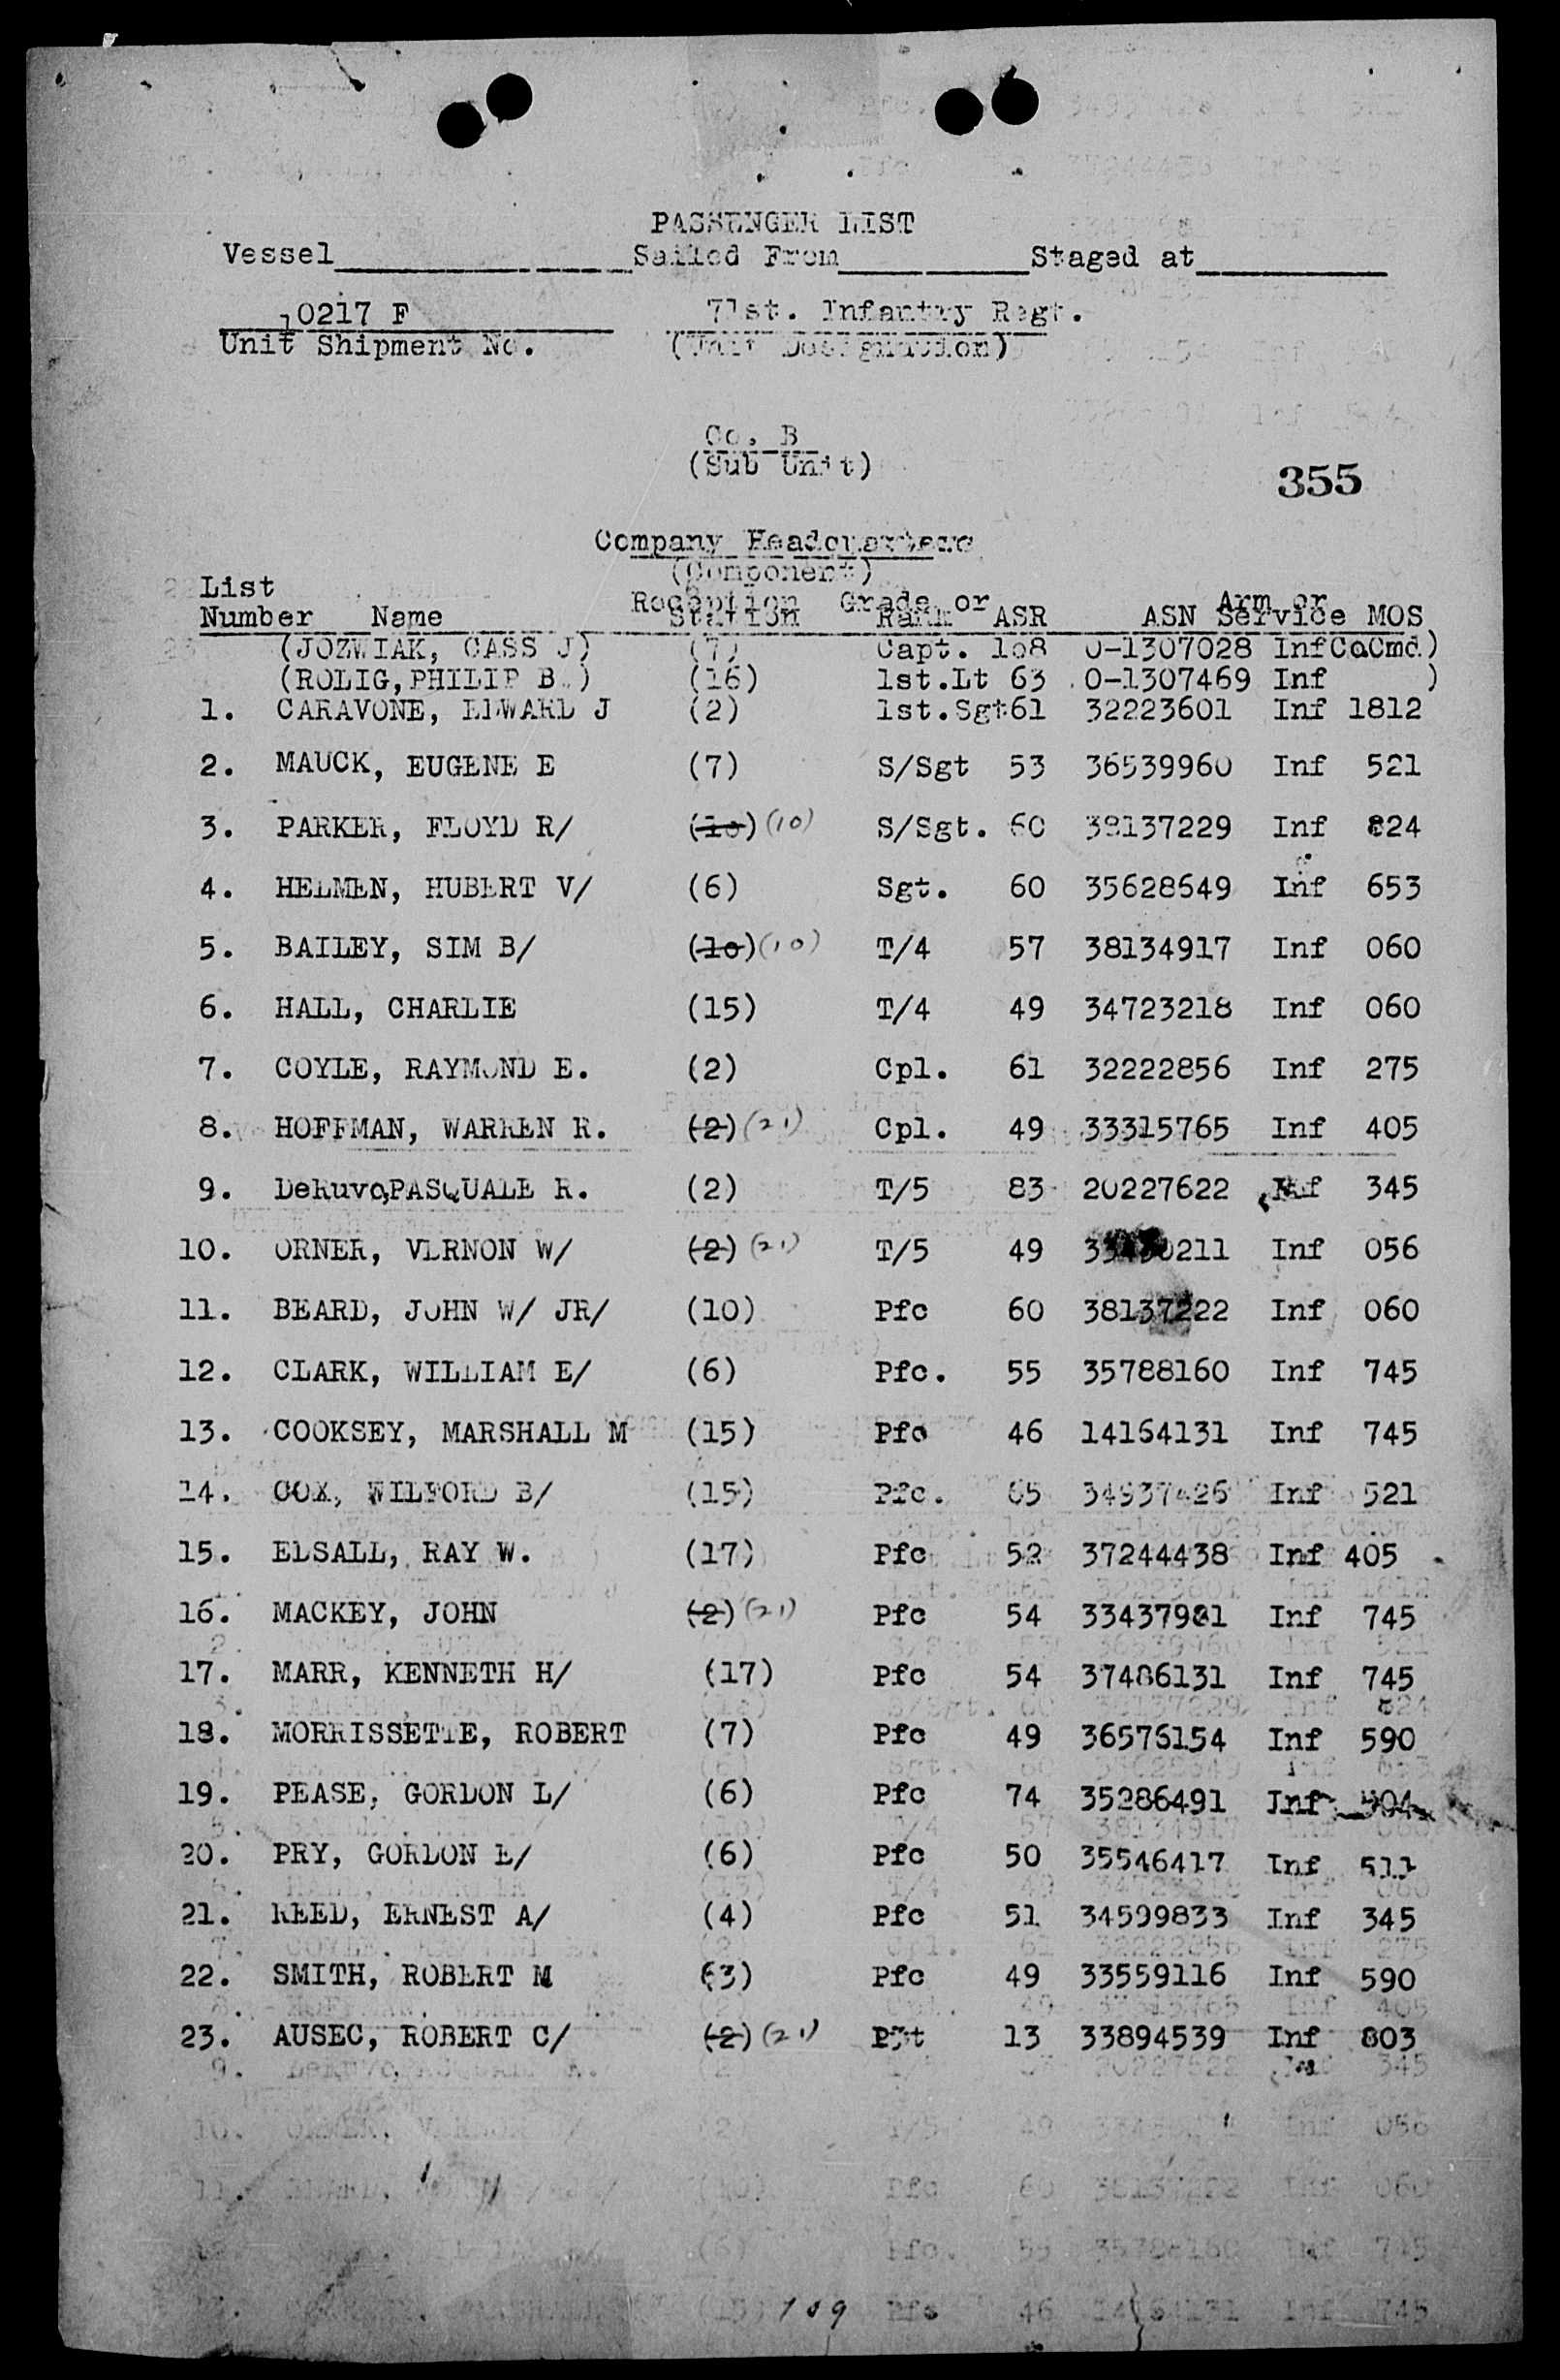 PASSENGER LIST
Vessel Sailed From Staged at
10217 F 71st. Infantry Regt.
Unit Shipment No. (Unit Designation)
Co. B
(Sub Unit)
355
Company Headquarters
(Component)
List
Number Name Reception Station Grade or Rank ASR ASN Arm or Service MOS
(JOZWIAK, CASS J) (7) Capt. 108 0-1307028 Inf CoCmd.)
(ROLIG, PHILIP B.) (16) 1st.Lt 63 0-1307469 Inf )
1. CARAVONE, EDWARD J (2) 1st.Sgt 61 32223601 Inf 1812
2. MAUCK, EUGENE E (7) S/Sgt 53 36539960 Inf 521
3. PARKER, FLOYD R/ (10) S/Sgt. 60 38137229 Inf 824
4. HELMEN, HUBERT V/ (6) Sgt. 60 35628649 Inf 653
5. BAILEY, SIM B/ (10) (10) T/4 57 38134917 Inf 060
6. HALL, CHARLIE (15) T/4 49 34723218 Inf 060
7. COYLE, RAYMOND E. (2) Cpl. 61 32222856 Inf 275
8. HOFFMAN, WARREN R. (2) (21) Cpl. 49 33315765 Inf 405
9. DeRuvo, PASQUALE R. (2) T/5 83 20227622 Inf 345
10. ORNER, VERNON W/ (2) (21) T/5 49 Inf 056
11. BEARD, JOHN W/ JR/ (10) Pfc 60 38137222 Inf 060
12. CLARK, WILLIAM E/ (6) Pfc. 55 35788160 Inf 745
13. COOKSEY, MARSHALL M (15) Pfc 46 14164131 Inf 745
14. COX, WILFORD B/ (15) Pfc. 65 34937426 Inf 521
15. ELSALL, RAY W. (17) Pfc 52 37244438 Inf 405
16. MACKEY, JOHN (2) (21) Pfc 54 33437981 Inf 745
17. MARR, KENNETH H/ (17) Pfc 54 37486131 Inf 745
18. MORRISSETTE, ROBERT (7) Pfc 49 36576154 Inf 590
19. PEASE, GORDON L/ (6) Pfc 74 35286491 Inf 504
20. PRY, GORDON E/ (6) Pfc 50 35546417 Inf 511
21. REED, ERNEST A/ (4) Pfc 51 34599833 Inf 345
22. SMITH, ROBERT M (3) Pfc 49 33559116 Inf 590
23. AUSEC, ROBERT C/ (2) (21) Pvt 13 33894539 Inf 803
109